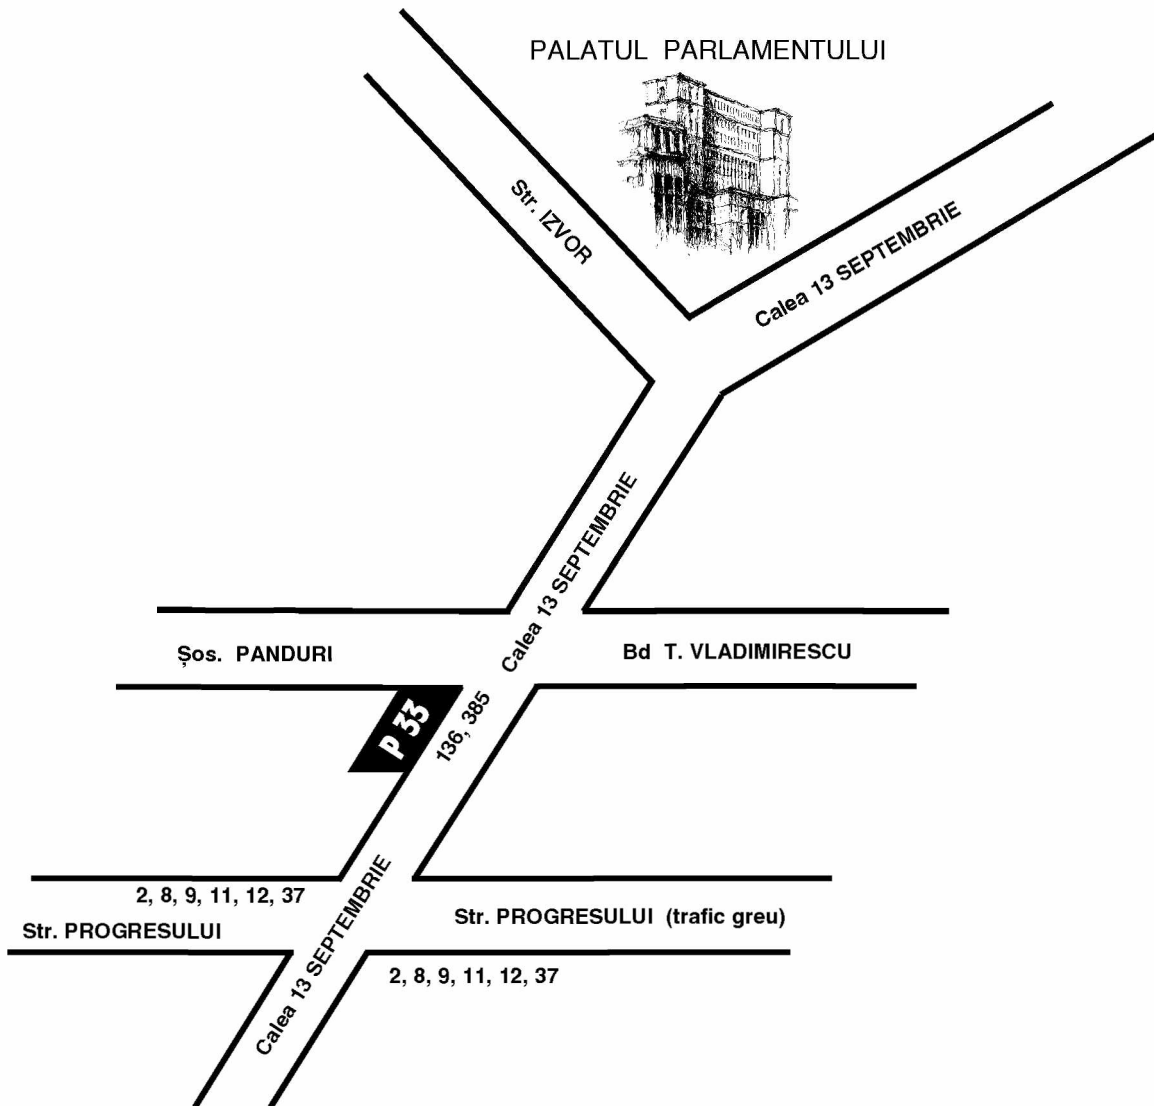 PALATUL PARLAMENTULUI
Str. IZVOR
Calea 13 SEPTEMBRIE
Calea 13 SEPTEMBRIE
Șos. PANDURI
Bd T. VLADIMIRESCU
P 33
136, 385
2, 8, 9, 11, 12, 37
Str. PROGRESULUI
Calea 13 SEPTEMBRIE
Str. PROGRESULUI (trafic greu)
2, 8, 9, 11, 12, 37